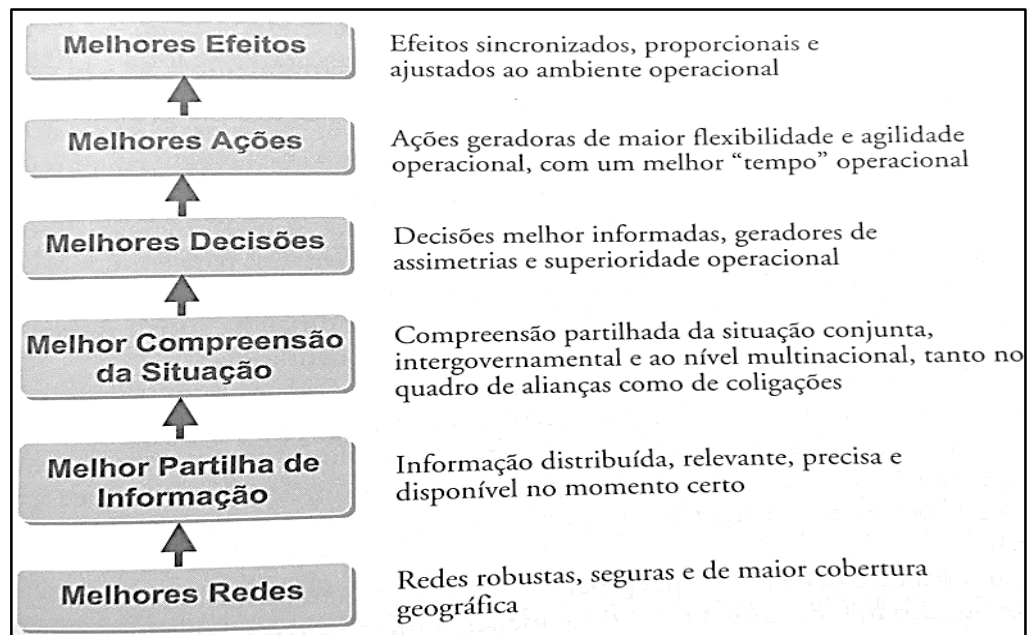 Melhores Efeitos
Efeitos sincronizados, proporcionais e
ajustados ao ambiente operacional
Melhores Ações
Ações geradoras de maior flexibilidade e agilidade
operacional, com um melhor “tempo” operacional
Melhores Decisões
Decisões melhor informadas, geradores de
assimetrias e superioridade operacional
Melhor Compreensão
da Situação
Compreensão partilhada da situação conjunta,
intergovernamental e ao nível multinacional, tanto no
quadro de alianças como de coligações
Melhor Partilha de
Informação
Informação distribuída, relevante, precisa e
disponível no momento certo
Melhores Redes
Redes robustas, seguras e de maior cobertura
geográfica